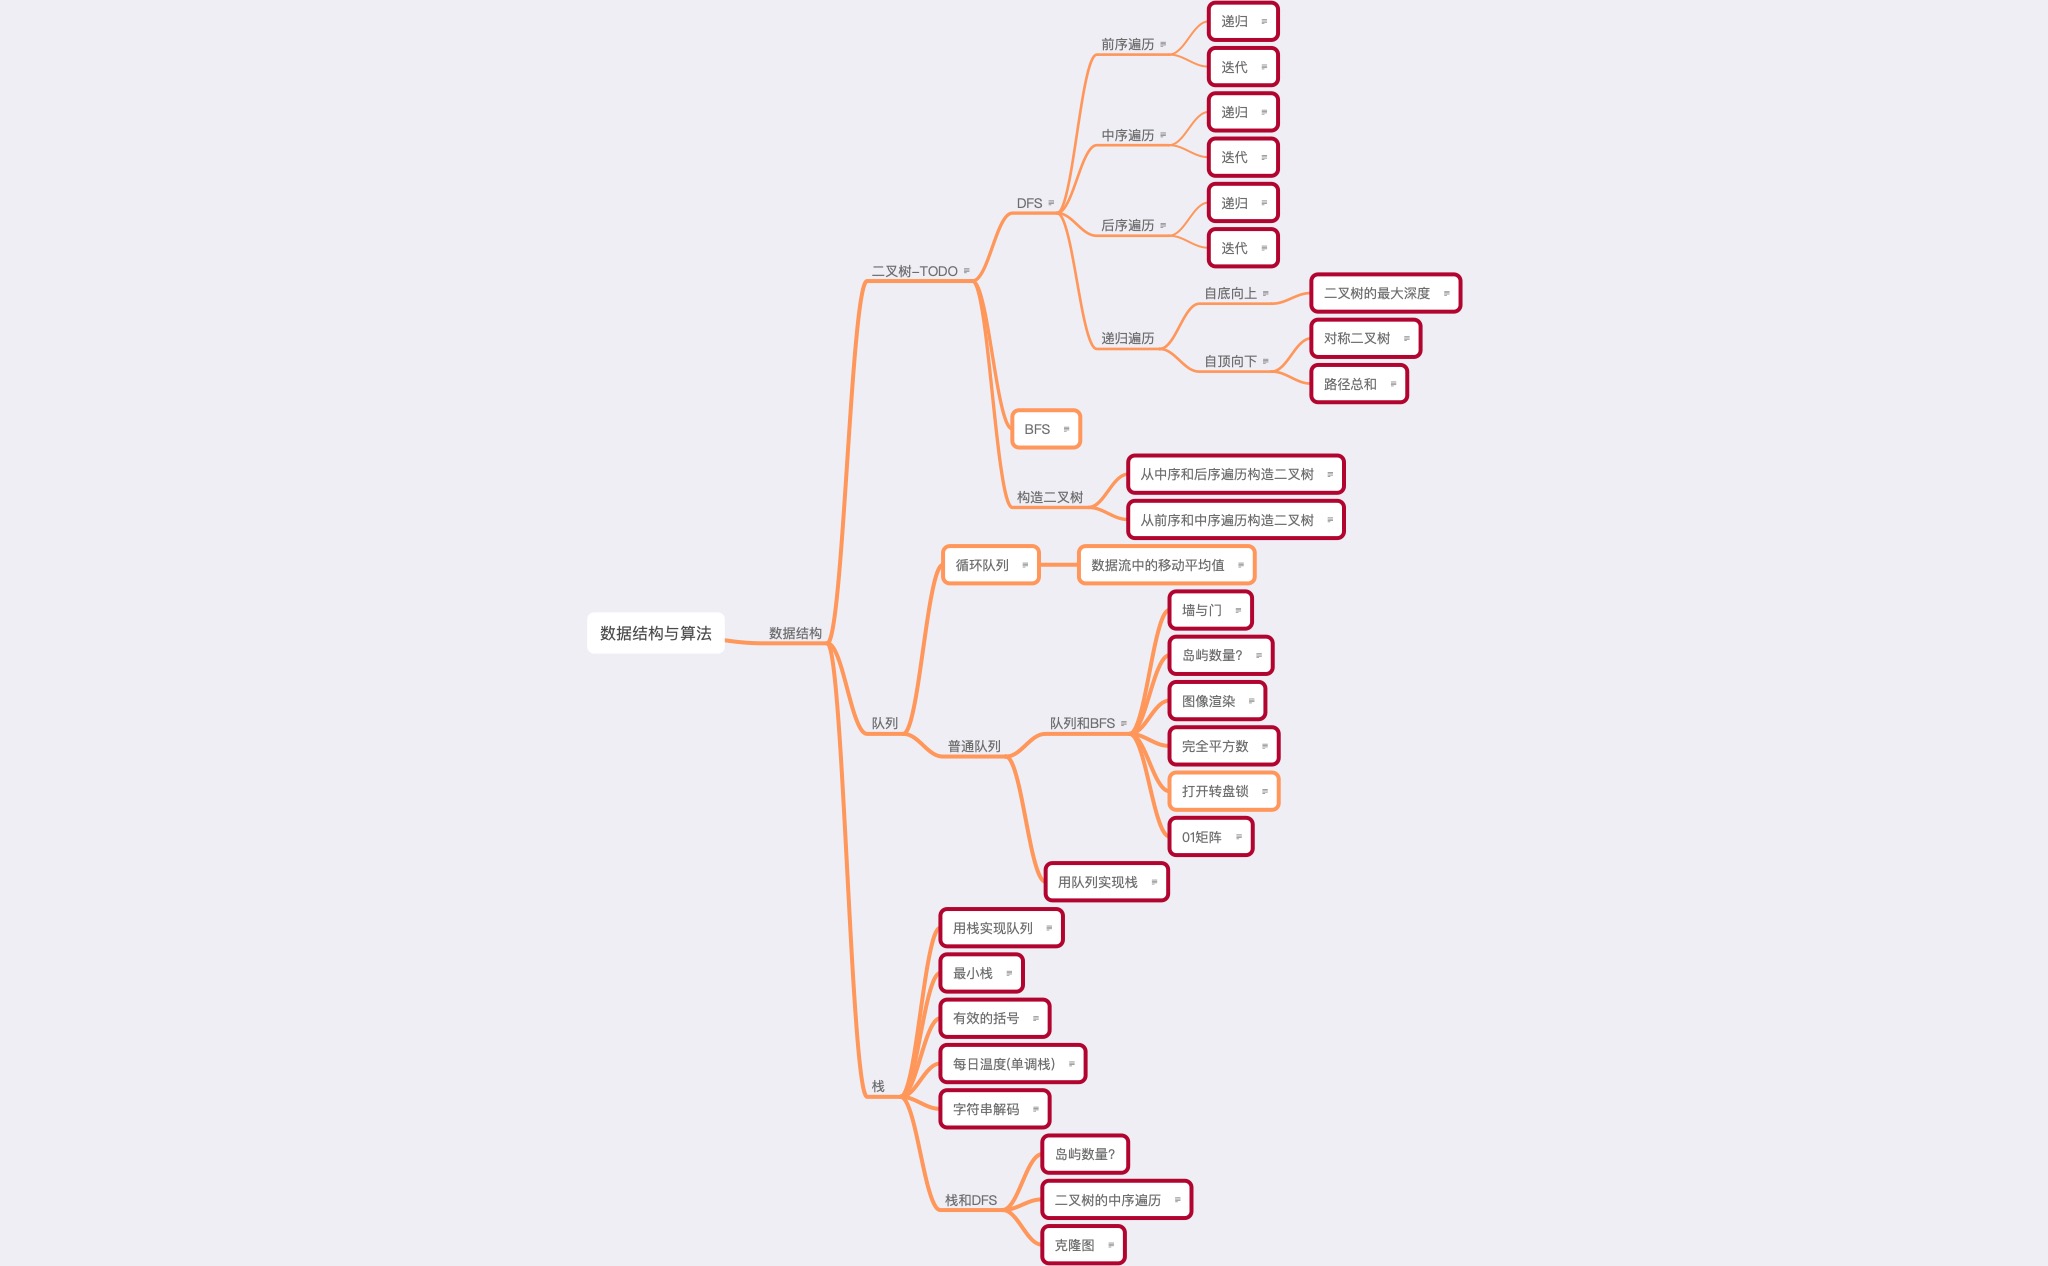 数据结构与算法
数据结构
二叉树-TODO
DFS
前序遍历
递归
迭代
中序遍历
递归
迭代
后序遍历
递归
迭代
递归遍历
自底向上
二叉树的最大深度
自顶向下
对称二叉树
路径总和
BFS
构造二叉树
从中序和后序遍历构造二叉树
从前序和中序遍历构造二叉树
队列
循环队列
数据流中的移动平均值
普通队列
队列和BFS
墙与门
岛屿数量?
图像渲染
完全平方数
打开转盘锁
01矩阵
用队列实现栈
栈
用栈实现队列
最小栈
有效的括号
每日温度(单调栈)
字符串解码
栈和DFS
岛屿数量?
二叉树的中序遍历
克隆图